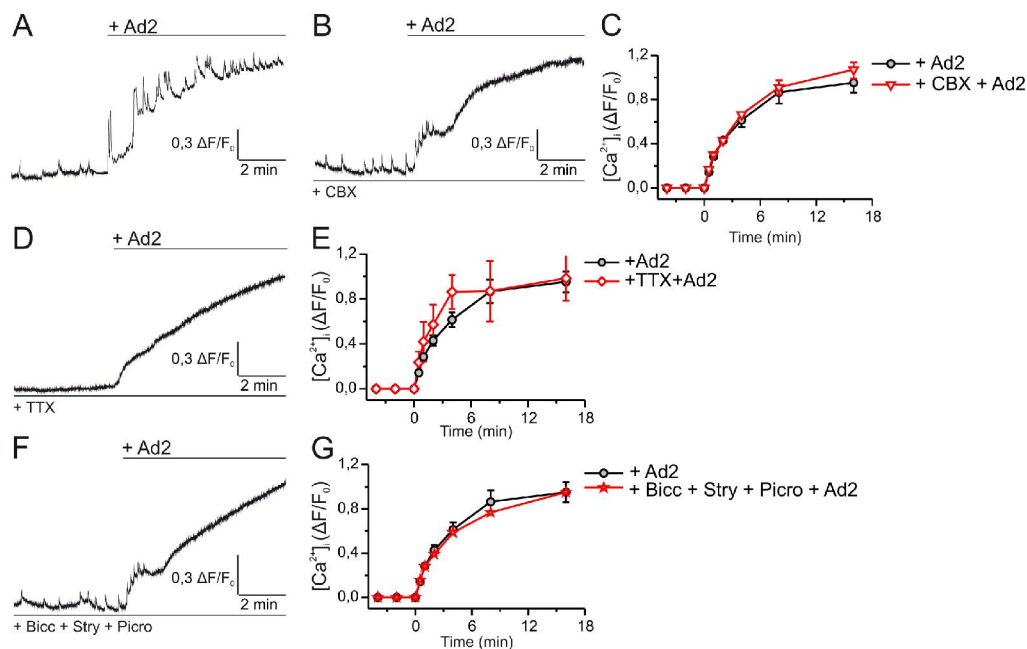 A
+ Ad2
0,3 ΔF/F₀
2 min
B
+ Ad2
0,3 ΔF/F₀
2 min
+ CBX
C
[Ca²⁺]ᵢ (ΔF/F₀)
1,2
0,8
0,4
0,0
0 6 12 18
Time (min)
+ Ad2
+ CBX + Ad2
D
+ Ad2
0,3 ΔF/F₀
2 min
+ TTX
E
[Ca²⁺]ᵢ (ΔF/F₀)
1,2
0,8
0,4
0,0
0 6 12 18
Time (min)
+Ad2
+TTX+Ad2
F
+ Ad2
0,3 ΔF/F₀
2 min
+ Bicc + Stry + Picro
G
[Ca²⁺]ᵢ (ΔF/F₀)
1,2
0,8
0,4
0,0
0 6 12 18
Time (min)
+ Ad2
+ Bicc + Stry + Picro + Ad2